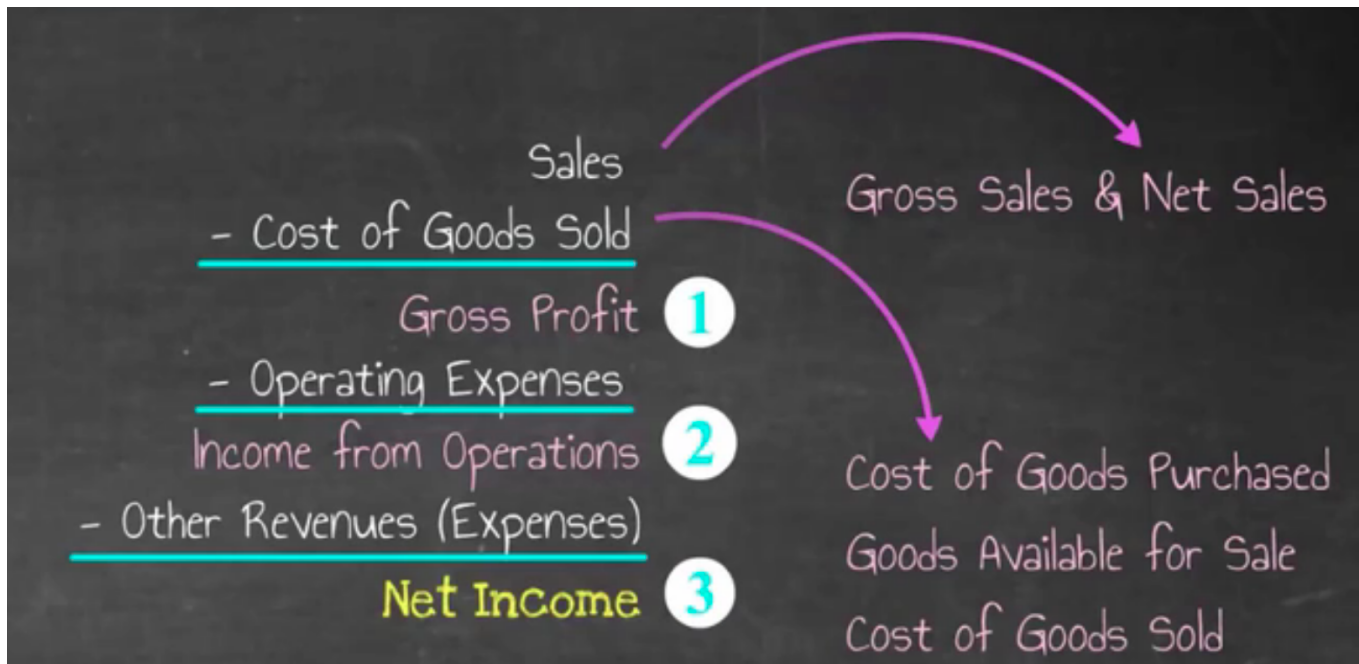 Sales
- Cost of Goods Sold
Gross Profit 1
- Operating Expenses
Income from Operations 2
- Other Revenues (Expenses)
Net Income 3
Gross Sales & Net Sales
Cost of Goods Purchased
Goods Available for Sale
Cost of Goods Sold